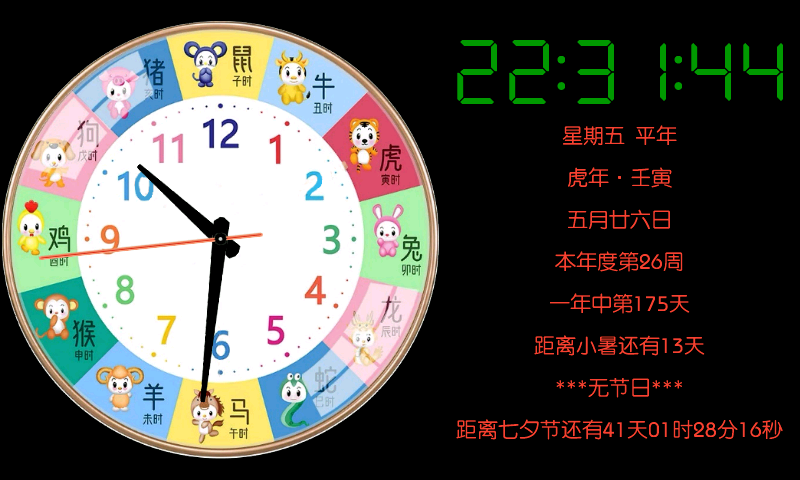 鼠
子时
牛
丑时
虎
寅时
兔
卯时
龙
辰时
蛇
巳时
马
午时
羊
未时
猴
申时
鸡
酉时
狗
戌时
猪
亥时
12
1
2
3
4
5
6
7
8
9
10
11
22:31:44
星期五 平年
虎年·壬寅
五月廿六日
本年度第26周
一年中第175天
距离小暑还有13天
***无节日***
距离七夕节还有41天01时28分16秒